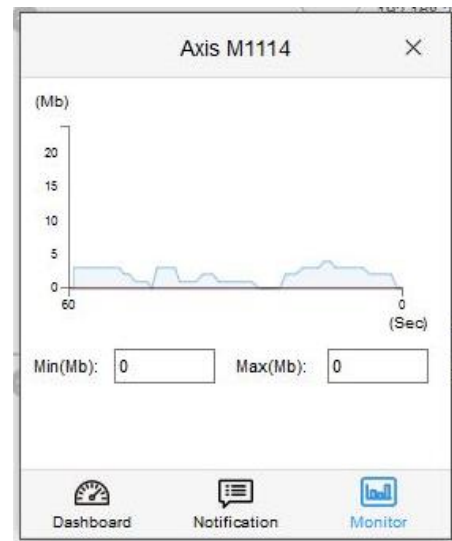 Axis M1114
(Mb)
20
15
10
5
0
60 0
(Sec)
Min(Mb): 0 Max(Mb): 0
Dashboard Notification Monitor